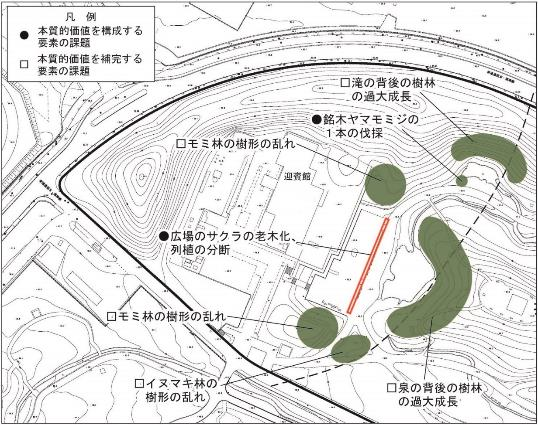 凡　例
●本質的価値を構成する
要素の課題
□本質的価値を補完する
要素の課題
□滝の背後の樹林
の過大成長
●銘木ヤマモミジの
１本の伐採
□モミ林の樹形の乱れ
迎賓館
●広場のサクラの老木化、
列植の分断
□モミ林の樹形の乱れ
□イヌマキ林の
樹形の乱れ
□泉の背後の樹林
の過大成長